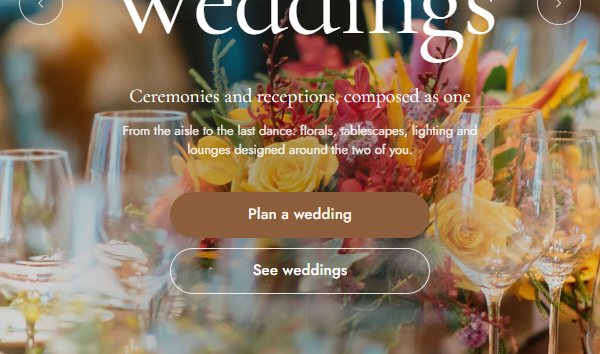 weddings
Ceremonies and receptions, composed as one
From the aisle to the last dance: florals, tablescapes, lighting and
lounges designed around the two of you.
Plan a wedding
See weddings